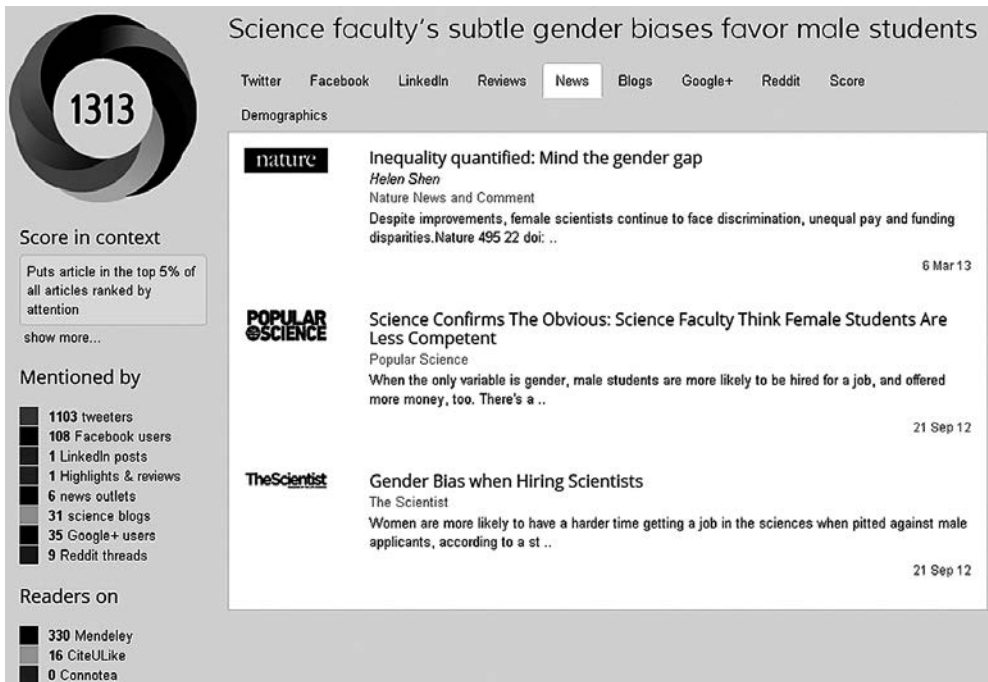 Science faculty's subtle gender biases favor male students
1313
Twitter Facebook LinkedIn Reviews News Blogs Google+ Reddit Score
Demographics
nature
Inequality quantified: Mind the gender gap
Helen Shen
Nature News and Comment
Despite improvements, female scientists continue to face discrimination, unequal pay and funding
disparities.Nature 495 22 doi: ..
6 Mar 13
POPULAR
SCIENCE
Science Confirms The Obvious: Science Faculty Think Female Students Are
Less Competent
Popular Science
When the only variable is gender, male students are more likely to be hired for a job, and offered
more money, too. There's a ..
21 Sep 12
TheScientist
Gender Bias when Hiring Scientists
The Scientist
Women are more likely to have a harder time getting a job in the sciences when pitted against male
applicants, according to a st ..
21 Sep 12
Score in context
Puts article in the top 5% of
all articles ranked by
attention
show more...
Mentioned by
1103 tweeters
108 Facebook users
1 LinkedIn posts
1 Highlights & reviews
6 news outlets
31 science blogs
35 Google+ users
9 Reddit threads
Readers on
330 Mendeley
16 CiteULike
0 Connotea